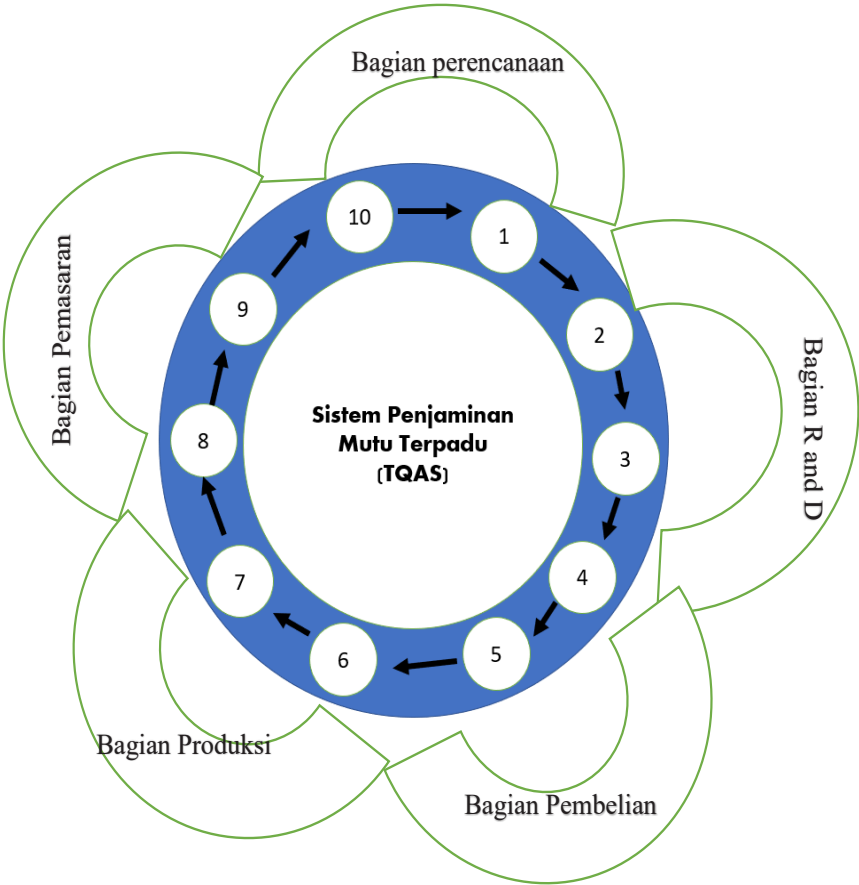 Bagian perencanaan
10
1
2
3
4
5
6
7
8
9
Sistem Penjaminan
Mutu Terpadu
(TQAS)
Bagian R and D
Bagian Pembelian
Bagian Produksi
Bagian Pemasaran